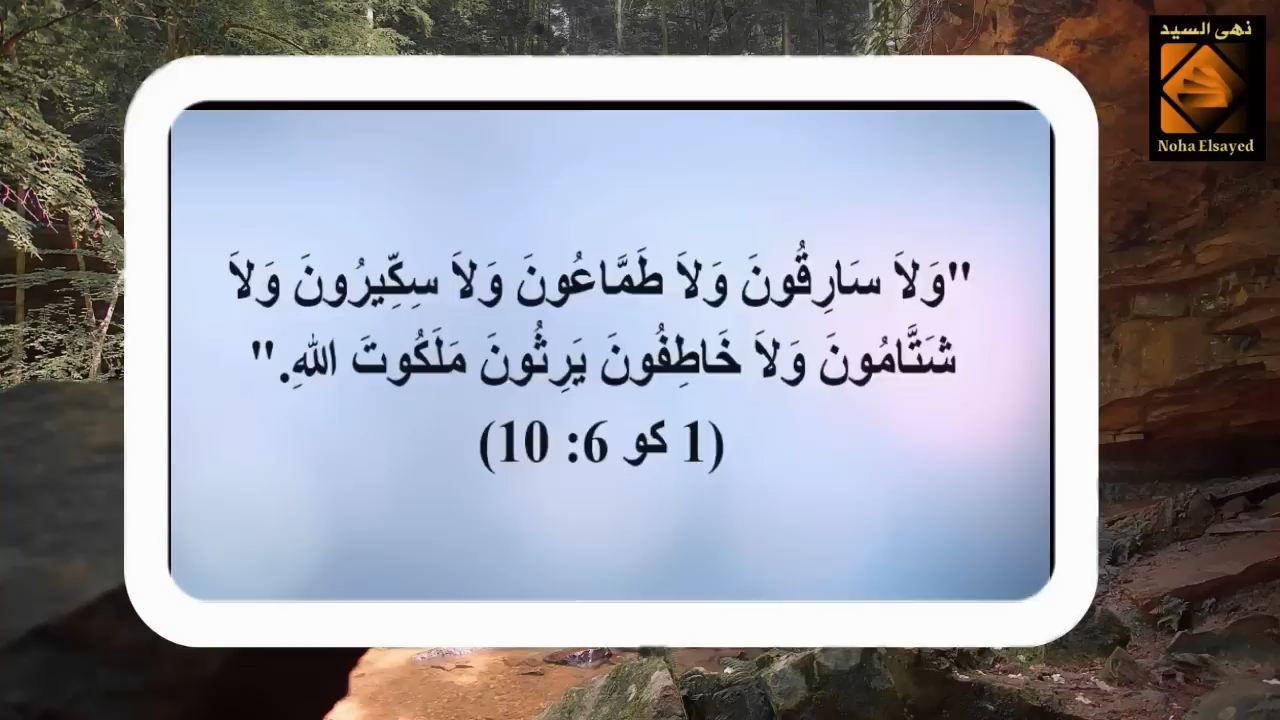 نهى السيد
Noha Elsayed
"وَلاَ سَارِقُونَ وَلاَ طَمَّاعُونَ وَلاَ سِكِّيرُونَ وَلاَ
شَتَّامُونَ وَلاَ خَاطِفُونَ يَرِثُونَ مَلَكُوتَ اللهِ."
(1 كو 6: 10)